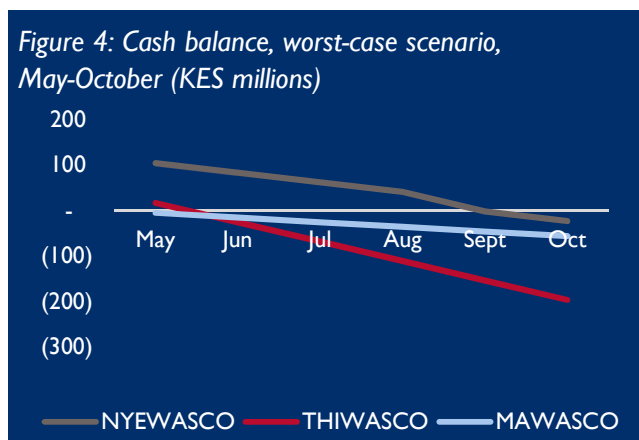 Figure 4: Cash balance, worst-case scenario,
May-October (KES millions)
200
100
-
May Jun Jul Aug Sept Oct
(100)
(200)
(300)
NYEWASCO THIWASCO MAWASCO